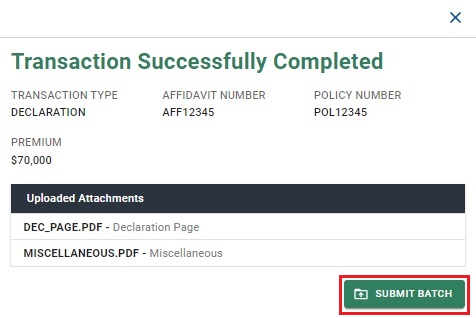 Transaction Successfully Completed
TRANSACTION TYPE AFFIDAVIT NUMBER POLICY NUMBER
DECLARATION AFF12345 POL12345
PREMIUM
$70,000
Uploaded Attachments
DEC_PAGE.PDF - Declaration Page
MISCELLANEOUS.PDF - Miscellaneous
SUBMIT BATCH